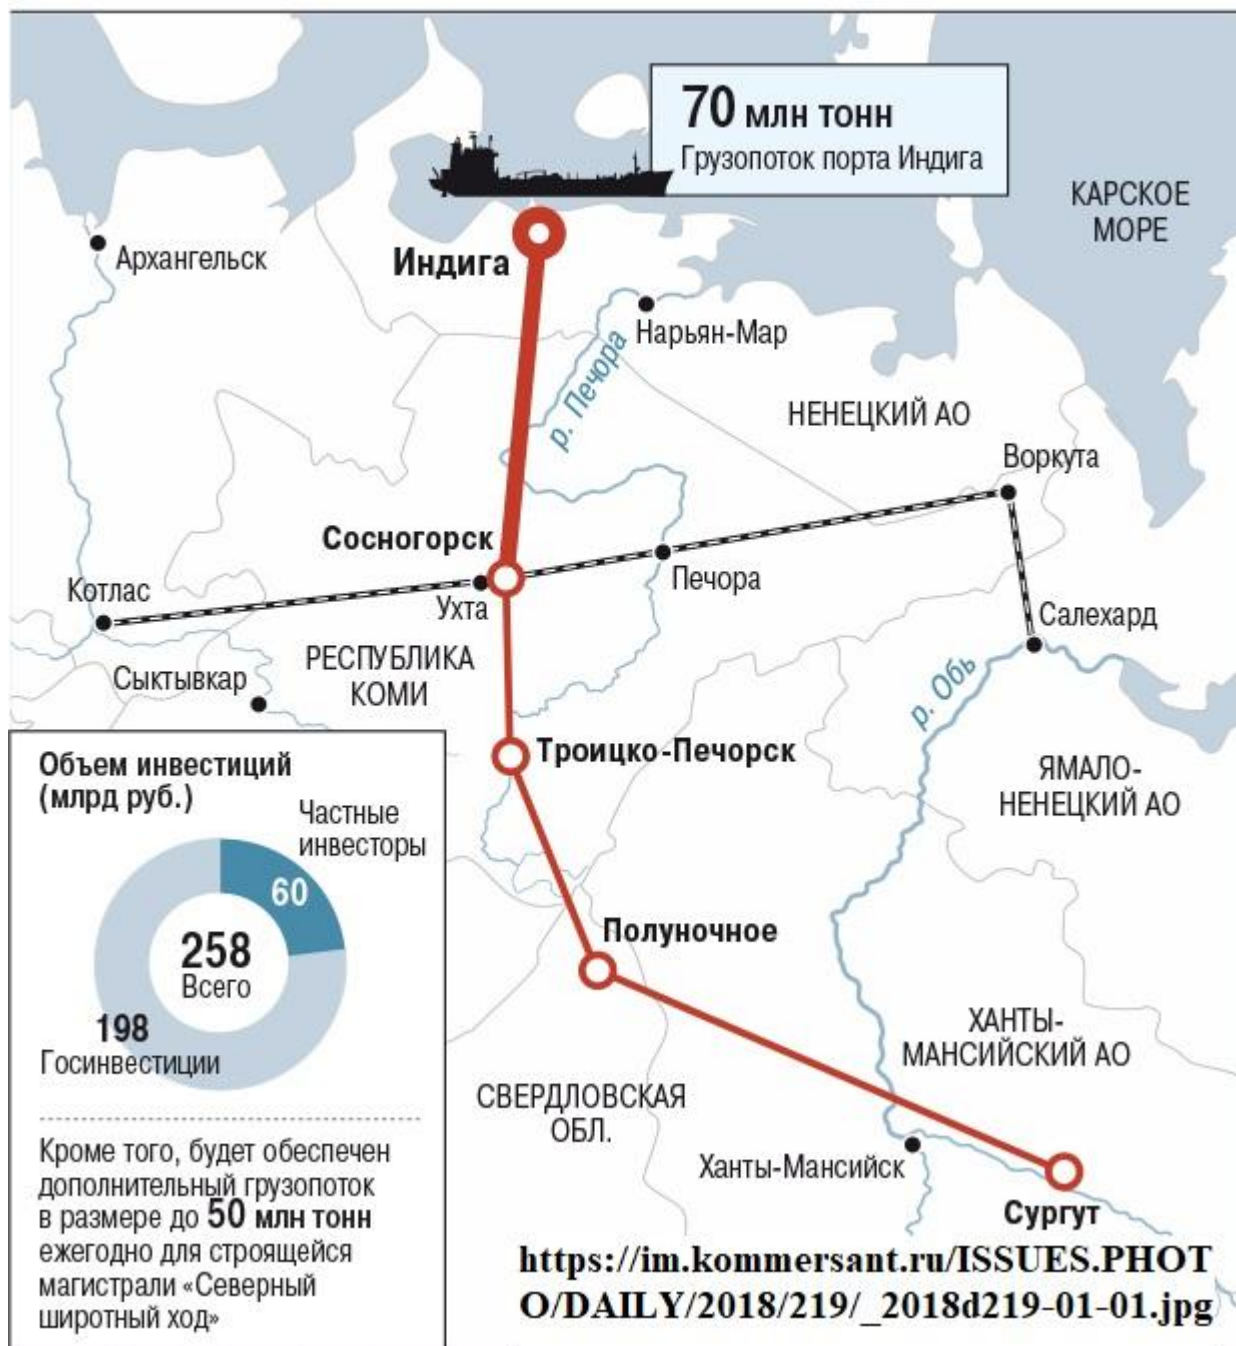 70 млн тонн
Грузопоток порта Индига
КАРСКОЕ
МОРЕ
Архангельск
Индига
Нарьян-Мар
р. Печора
НЕНЕЦКИЙ АО
Воркута
Сосногорск
Котлас
Ухта
Печора
Салехард
Сыктывкар
РЕСПУБЛИКА
КОМИ
р. Обь
Троицко-Печорск
ЯМАЛО-
НЕНЕЦКИЙ АО
Объем инвестиций
(млрд руб.)
Частные
инвесторы
60
258
Всего
198
Госинвестиции
Полуночное
ХАНТЫ-
МАНСИЙСКИЙ АО
СВЕРДЛОВСКАЯ
ОБЛ.
Ханты-Мансийск
Сургут
Кроме того, будет обеспечен
дополнительный грузопоток
в размере до 50 млн тонн
ежегодно для строящейся
магистрали «Северный
широтный ход»
https://im.kommersant.ru/ISSUES.PHOT
O/DAILY/2018/219/_2018d219-01-01.jpg